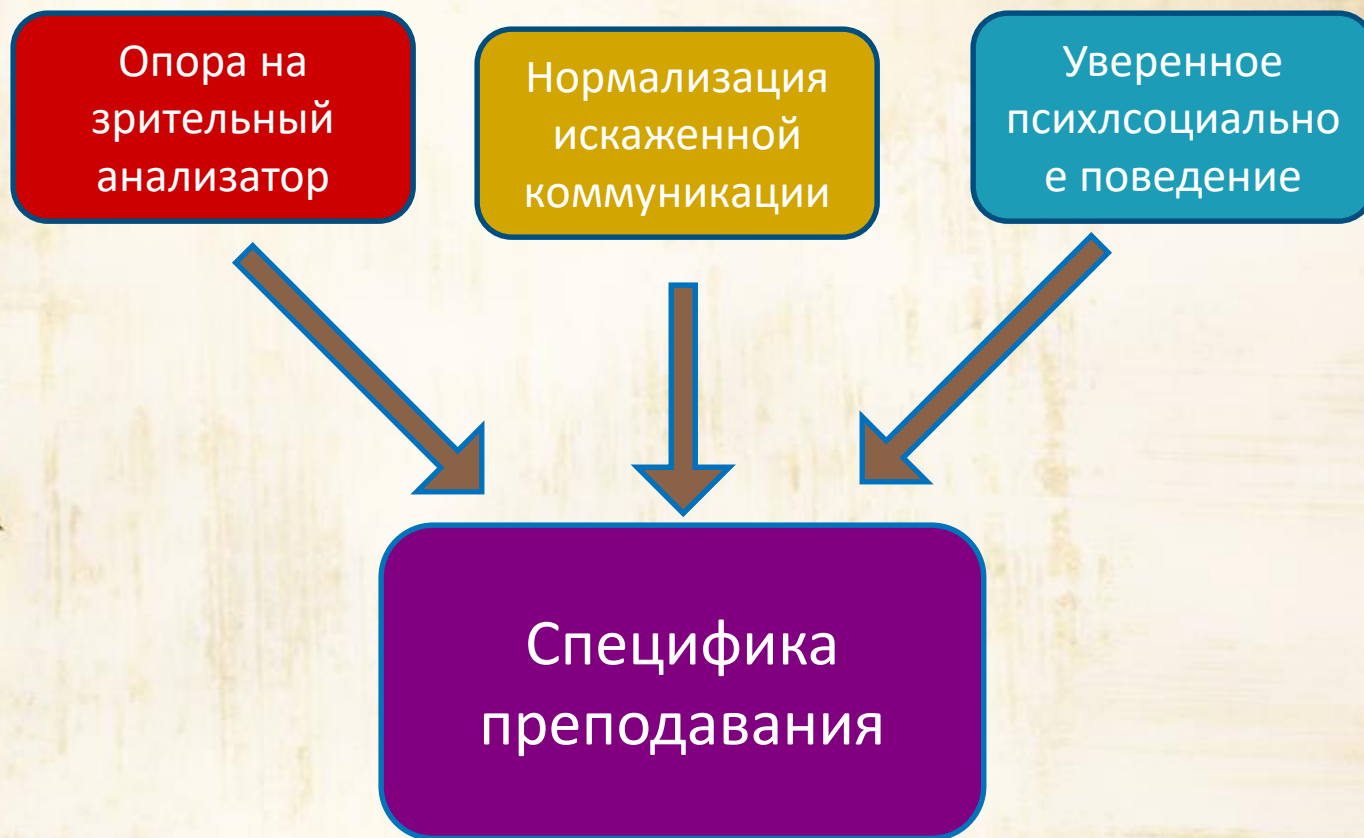 Опора на
зрительный
анализатор
Нормализация
искаженной
коммуникации
Уверенное
психлсоциально
е поведение
Специфика
преподавания